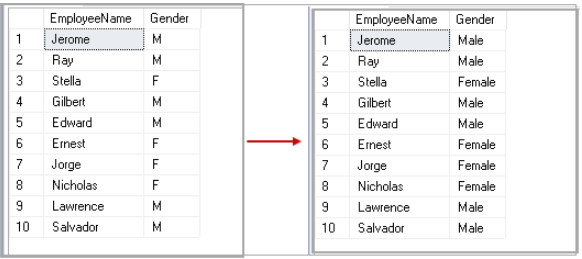 EmployeeName Gender
1 Jerome M
2 Ray M
3 Stella F
4 Gilbert M
5 Edward M
6 Ernest F
7 Jorge F
8 Nicholas F
9 Lawrence M
10 Salvador M
EmployeeName Gender
1 Jerome Male
2 Ray Male
3 Stella Female
4 Gilbert Male
5 Edward Male
6 Ernest Female
7 Jorge Female
8 Nicholas Female
9 Lawrence Male
10 Salvador Male